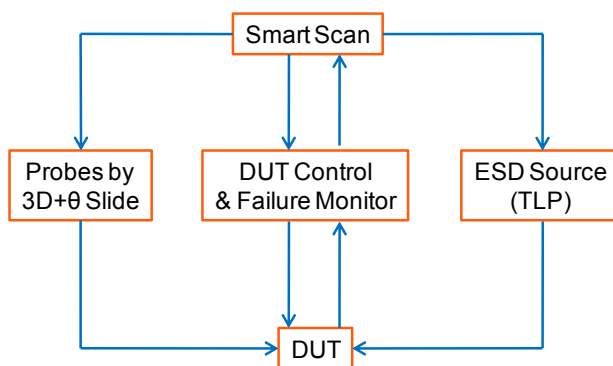 Smart Scan
Probes by
3D+θ Slide
DUT Control
& Failure Monitor
ESD Source
(TLP)
DUT